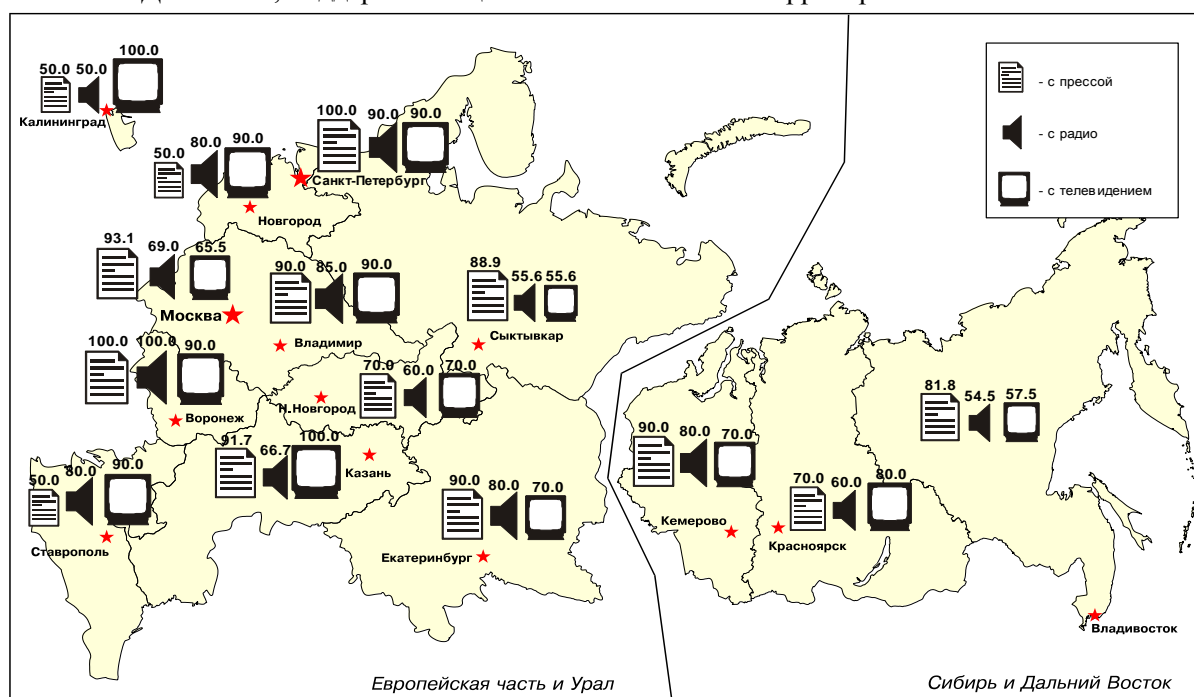 100.0
50.0 50.0
Калининград
100.0 90.0 90.0
50.0 80.0 90.0
Санкт-Петербург
Новгород
- с прессой
- с радио
- с телевидением
93.1 69.0 65.5
Москва
90.0 85.0 90.0
Владимир
88.9 55.6 55.6
Сыктывкар
100.0 100.0 90.0
Воронеж
70.0 60.0 70.0
Н.Новгород
91.7 66.7 100.0
Казань
50.0 80.0 90.0
Ставрополь
90.0 80.0 70.0
Екатеринбург
90.0 80.0 70.0
Кемерово
70.0 60.0 80.0
Красноярск
81.8 54.5 57.5
Владивосток
Европейская часть и Урал
Сибирь и Дальний Восток